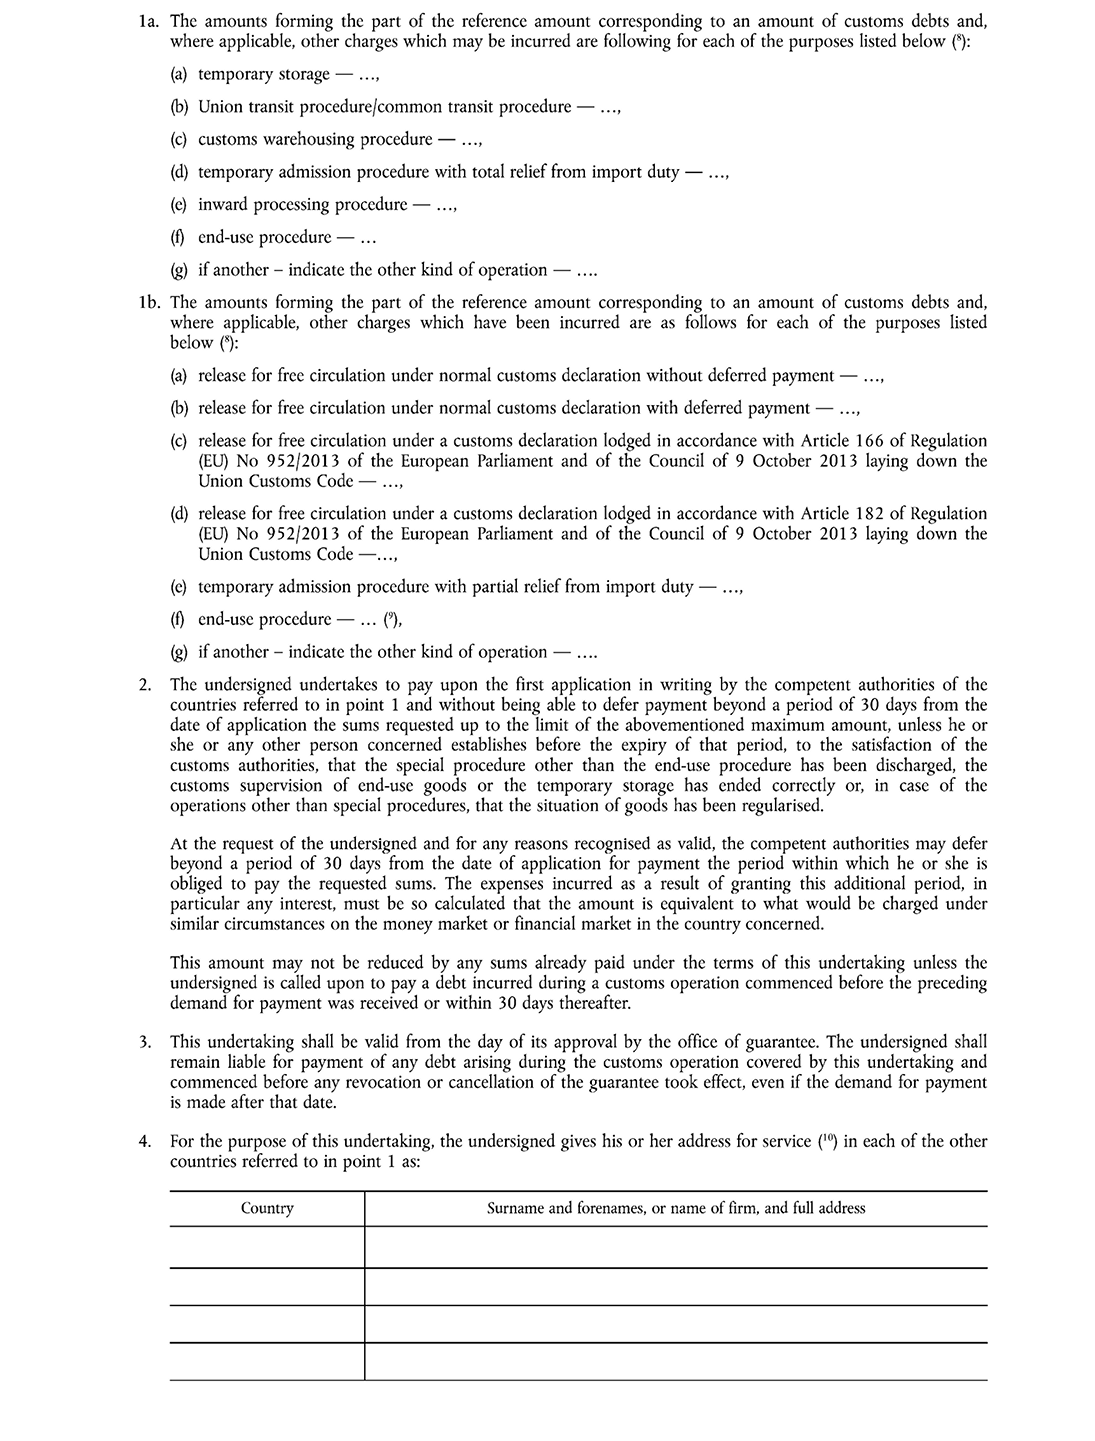 1a. The amounts forming the part of the reference amount corresponding to an amount of customs debts and,
where applicable, other charges which may be incurred are following for each of the purposes listed below (⁸):
(a) temporary storage — …,
(b) Union transit procedure/common transit procedure — …,
(c) customs warehousing procedure — …,
(d) temporary admission procedure with total relief from import duty — …,
(e) inward processing procedure — …,
(f) end-use procedure — …
(g) if another – indicate the other kind of operation — ….
1b. The amounts forming the part of the reference amount corresponding to an amount of customs debts and,
where applicable, other charges which have been incurred are as follows for each of the purposes listed
below (⁸):
(a) release for free circulation under normal customs declaration without deferred payment — …,
(b) release for free circulation under normal customs declaration with deferred payment — …,
(c) release for free circulation under a customs declaration lodged in accordance with Article 166 of Regulation
(EU) No 952/2013 of the European Parliament and of the Council of 9 October 2013 laying down the
Union Customs Code — …,
(d) release for free circulation under a customs declaration lodged in accordance with Article 182 of Regulation
(EU) No 952/2013 of the European Parliament and of the Council of 9 October 2013 laying down the
Union Customs Code —…,
(e) temporary admission procedure with partial relief from import duty — …,
(f) end-use procedure — … (⁹),
(g) if another – indicate the other kind of operation — ….
2. The undersigned undertakes to pay upon the first application in writing by the competent authorities of the
countries referred to in point 1 and without being able to defer payment beyond a period of 30 days from the
date of application the sums requested up to the limit of the abovementioned maximum amount, unless he or
she or any other person concerned establishes before the expiry of that period, to the satisfaction of the
customs authorities, that the special procedure other than the end-use procedure has been discharged, the
customs supervision of end-use goods or the temporary storage has ended correctly or, in case of the
operations other than special procedures, that the situation of goods has been regularised.
At the request of the undersigned and for any reasons recognised as valid, the competent authorities may defer
beyond a period of 30 days from the date of application for payment the period within which he or she is
obliged to pay the requested sums. The expenses incurred as a result of granting this additional period, in
particular any interest, must be so calculated that the amount is equivalent to what would be charged under
similar circumstances on the money market or financial market in the country concerned.
This amount may not be reduced by any sums already paid under the terms of this undertaking unless the
undersigned is called upon to pay a debt incurred during a customs operation commenced before the preceding
demand for payment was received or within 30 days thereafter.
3. This undertaking shall be valid from the day of its approval by the office of guarantee. The undersigned shall
remain liable for payment of any debt arising during the customs operation covered by this undertaking and
commenced before any revocation or cancellation of the guarantee took effect, even if the demand for payment
is made after that date.
4. For the purpose of this undertaking, the undersigned gives his or her address for service (¹⁰) in each of the other
countries referred to in point 1 as:
Country
Surname and forenames, or name of firm, and full address